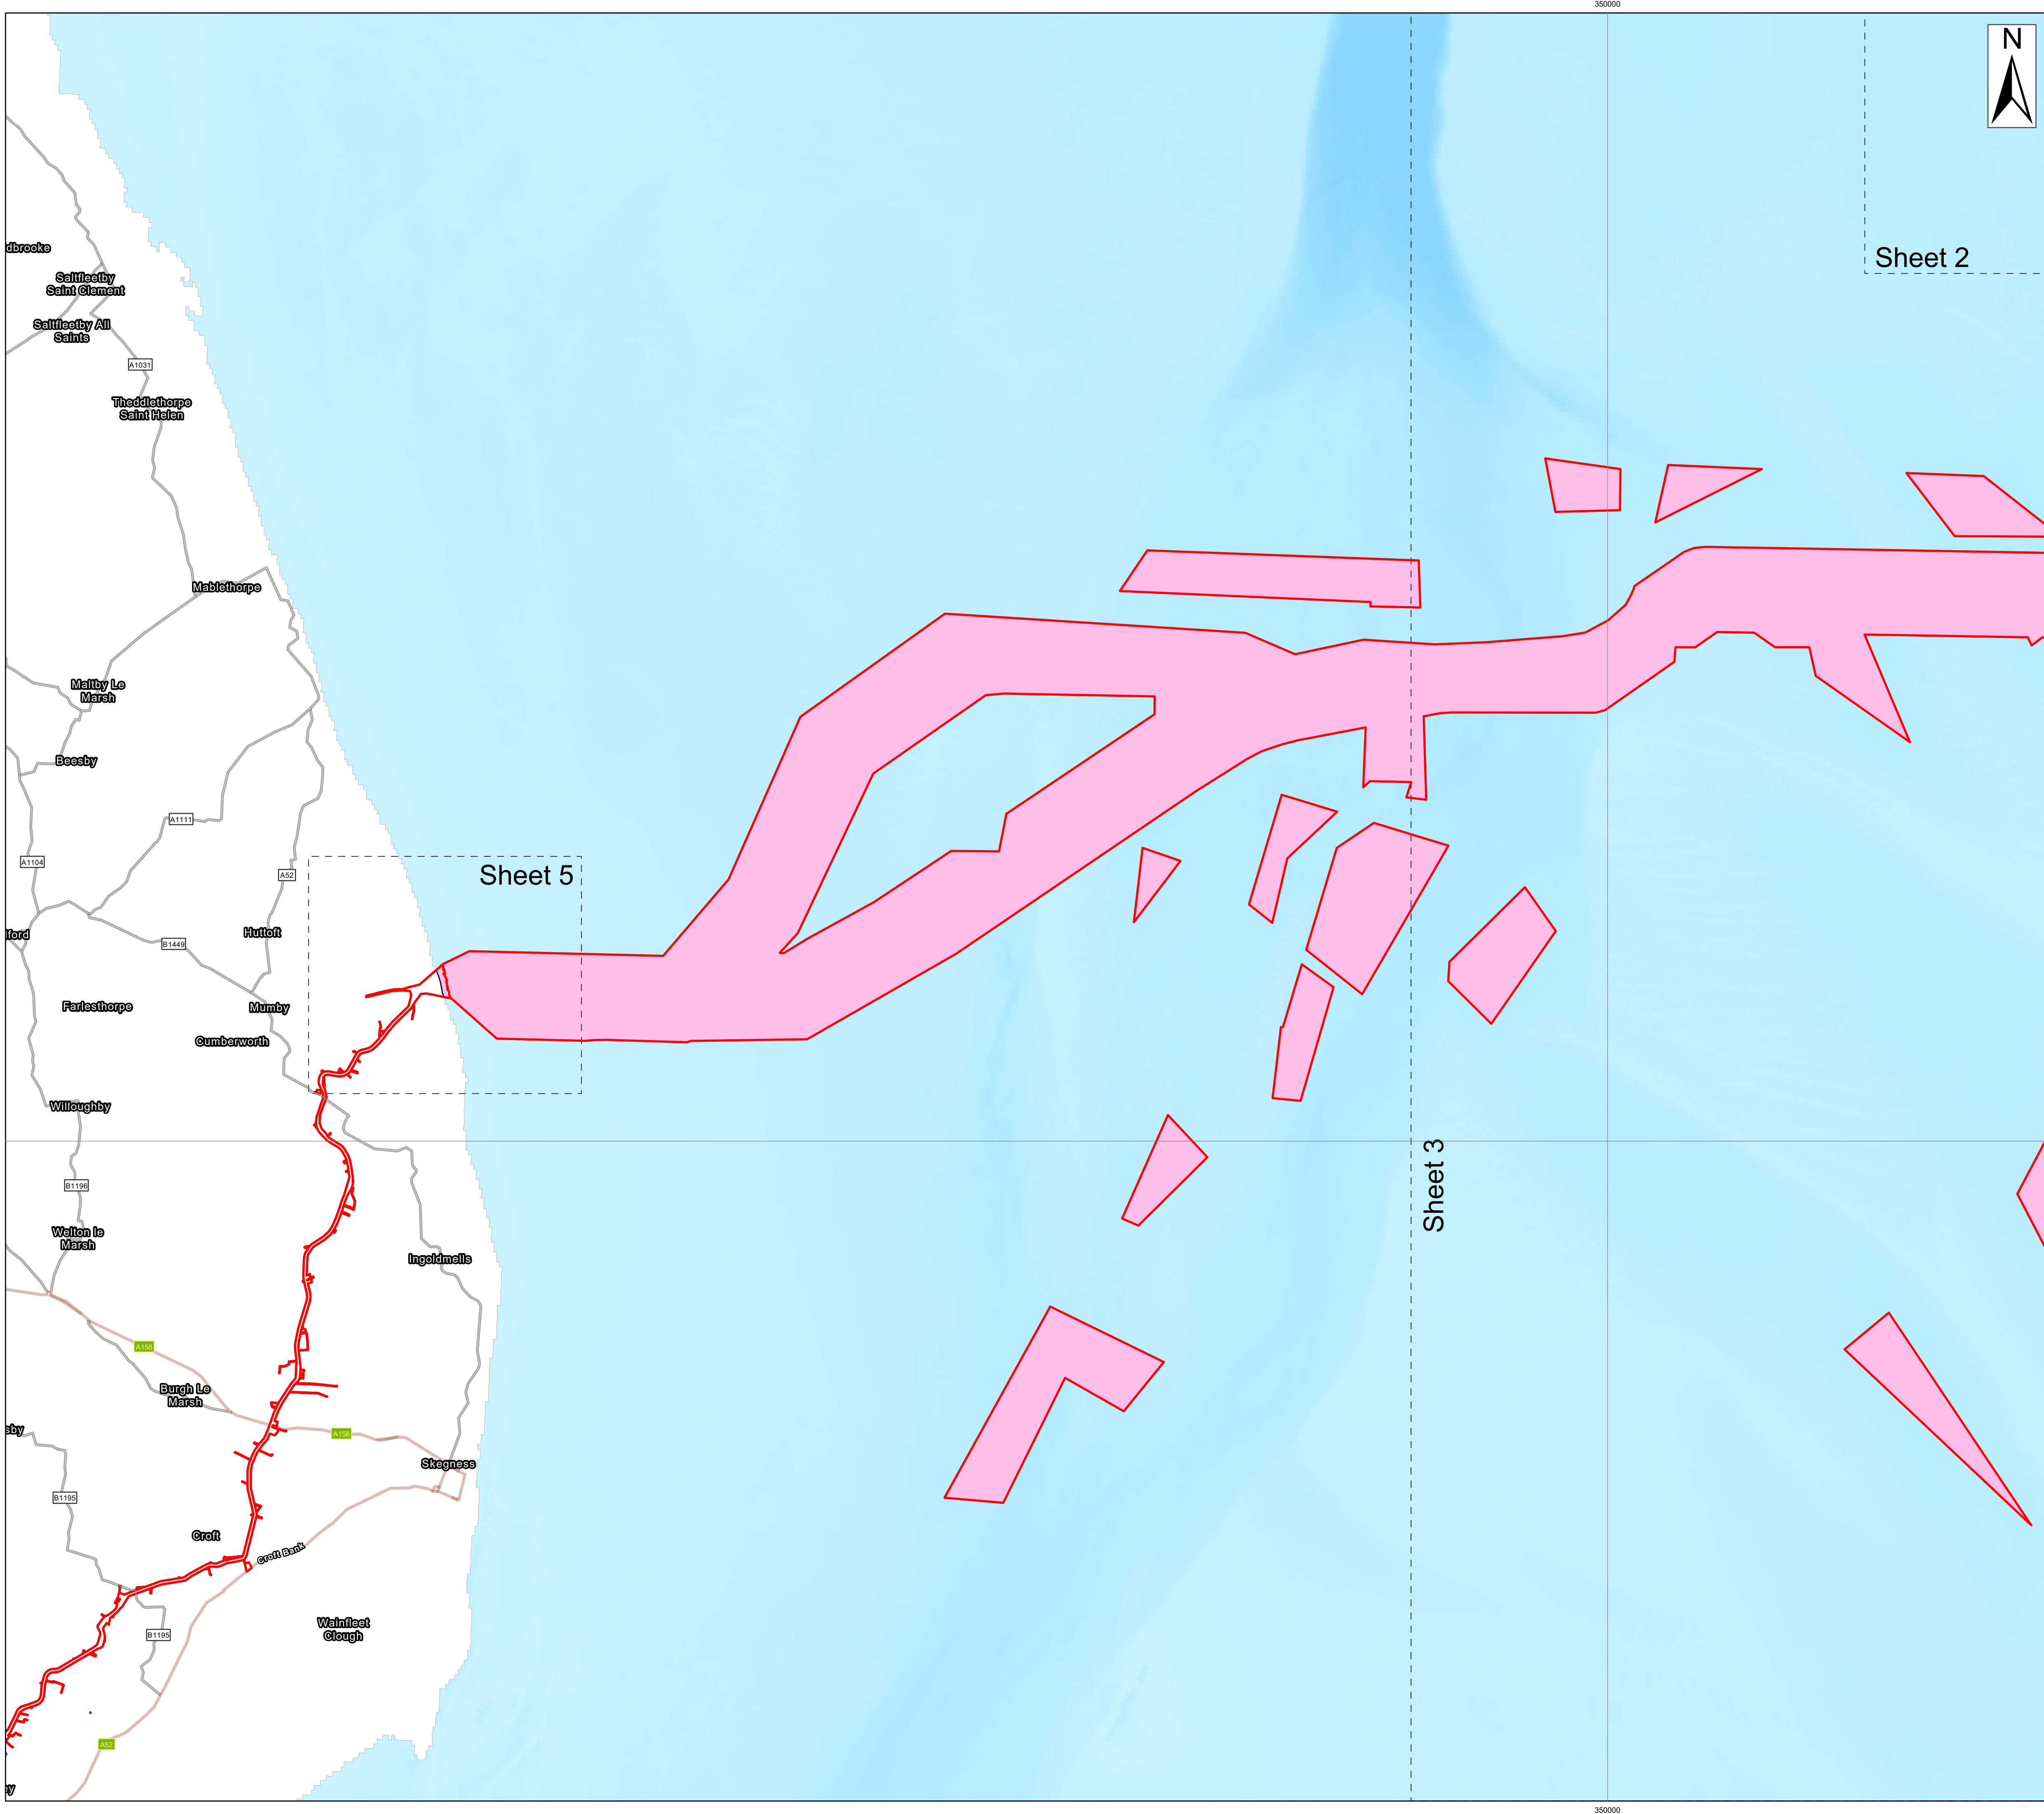 350000
N
Sheet 2
dbrooke
Saltfleetby
Saint Clement
Saltfleetby All
Saints
A1031
Theddlethorpe
Saint Helen
Mablethorpe
Maltby Le
Marsh
Beesby
A1111
A1104
A52
Sheet 5
lford
Huttoft
B1449
Farlesthorpe
Mumby
Cumberworth
Willoughby
Sheet 3
B1196
Welton le
Marsh
Ingoldmells
A158
Burgh Le
Marsh
sby
A158
Skegness
B1195
Croft
Croft Bank
Wainfleet
Clough
B1195
A52
ey
350000